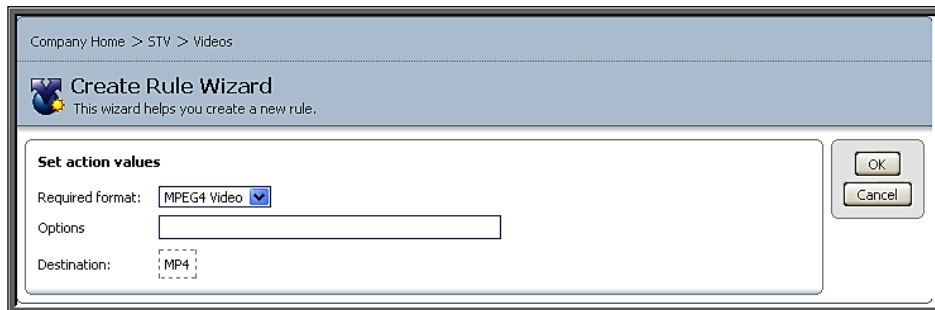 Company Home > STV > Videos
Create Rule Wizard
This wizard helps you create a new rule.
Set action values
Required format: MPEG4 Video
Options
Destination: MP4
OK
Cancel